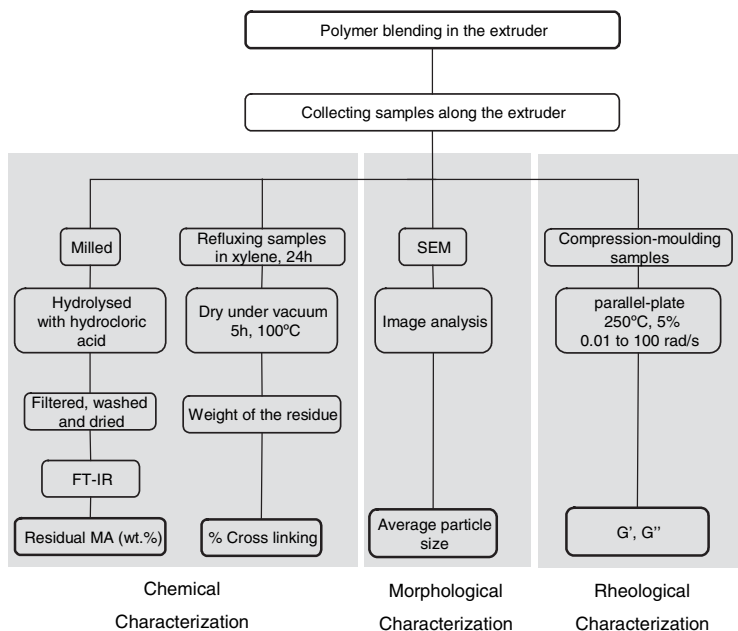 Polymer blending in the extruder
Collecting samples along the extruder
Milled
Hydrolysed
with hydrocloric
acid
Filtered, washed
and dried
FT-IR
Residual MA (wt.%)
Refluxing samples
in xylene, 24h
Dry under vacuum
5h, 100ºC
Weight of the residue
% Cross linking
SEM
Image analysis
Average particle
size
Compression-moulding
samples
parallel-plate
250ºC, 5%
0.01 to 100 rad/s
G', G''
Chemical
Characterization
Morphological
Characterization
Rheological
Characterization